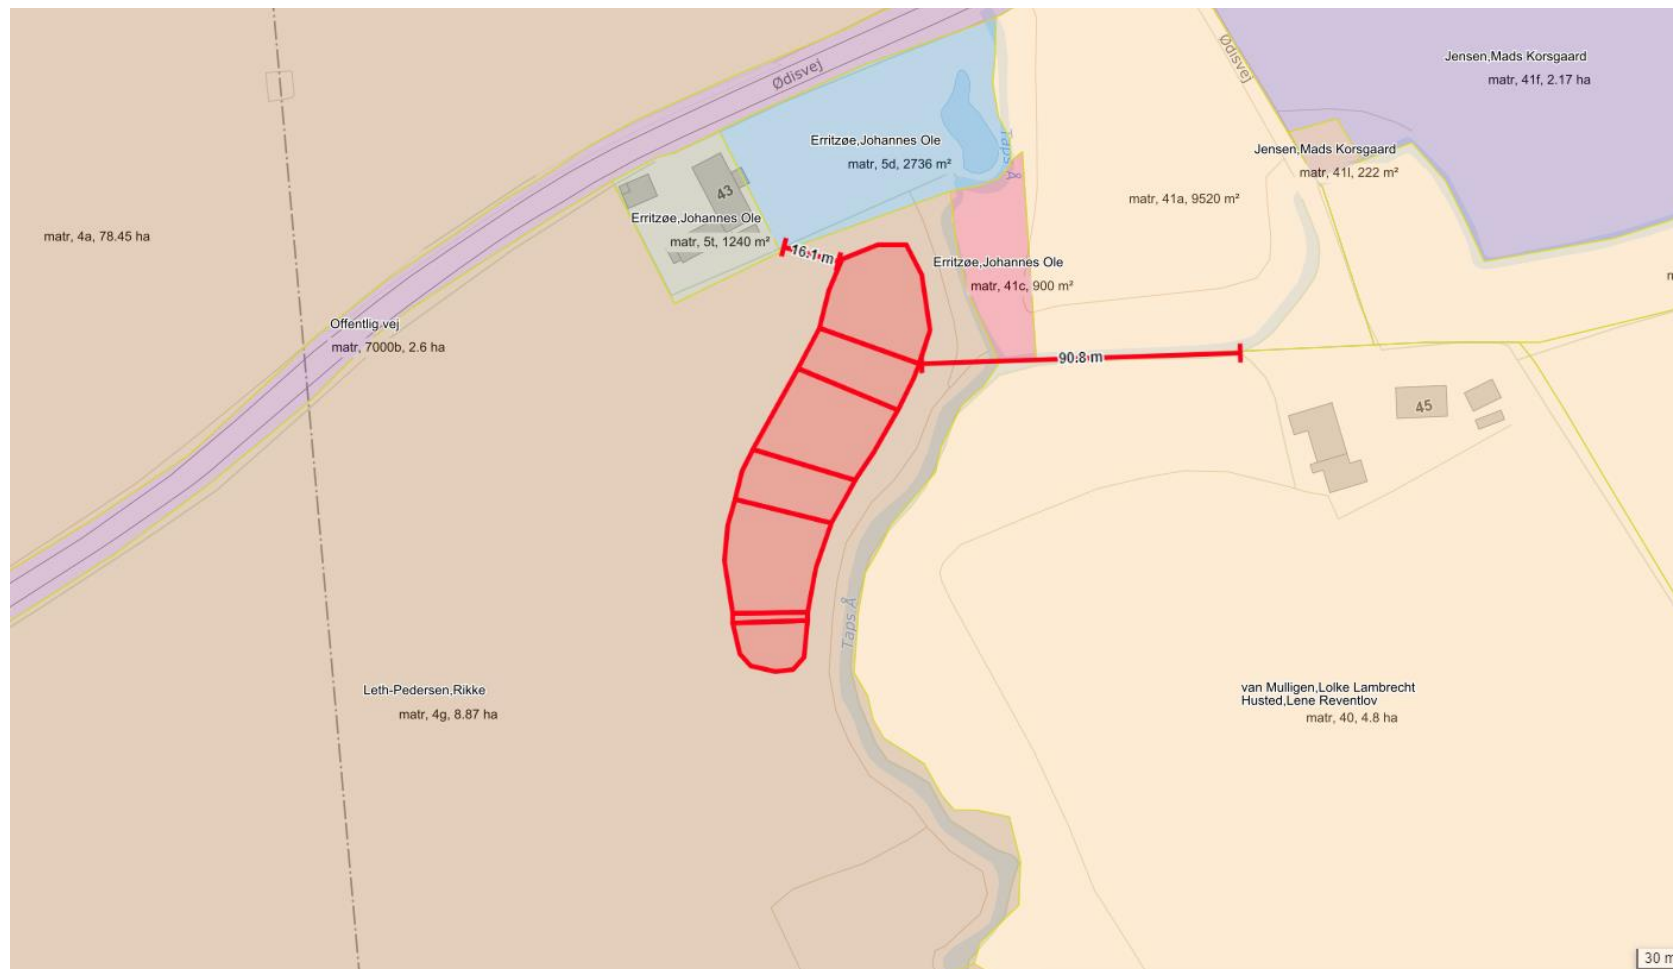 Ødisvej
Ødisvej
Jensen,Mads Korsgaard
matr, 41f, 2.17 ha
Erritzøe,Johannes Ole
matr, 5d, 2736 m²
Taps Å
Jensen,Mads Korsgaard
matr, 41l, 222 m²
43
matr, 41a, 9520 m²
Erritzøe,Johannes Ole
matr, 5t, 1240 m²
matr, 4a, 78.45 ha
16.1 m
Erritzøe,Johannes Ole
matr, 41c, 900 m²
Offentlig vej
matr, 7000b, 2.6 ha
90.8 m
45
Taps Å
Leth-Pedersen,Rikke
matr, 4g, 8.87 ha
van Mulligen,Lolke Lambrecht
Husted,Lene Reventlov
matr, 40, 4.8 ha
30 m